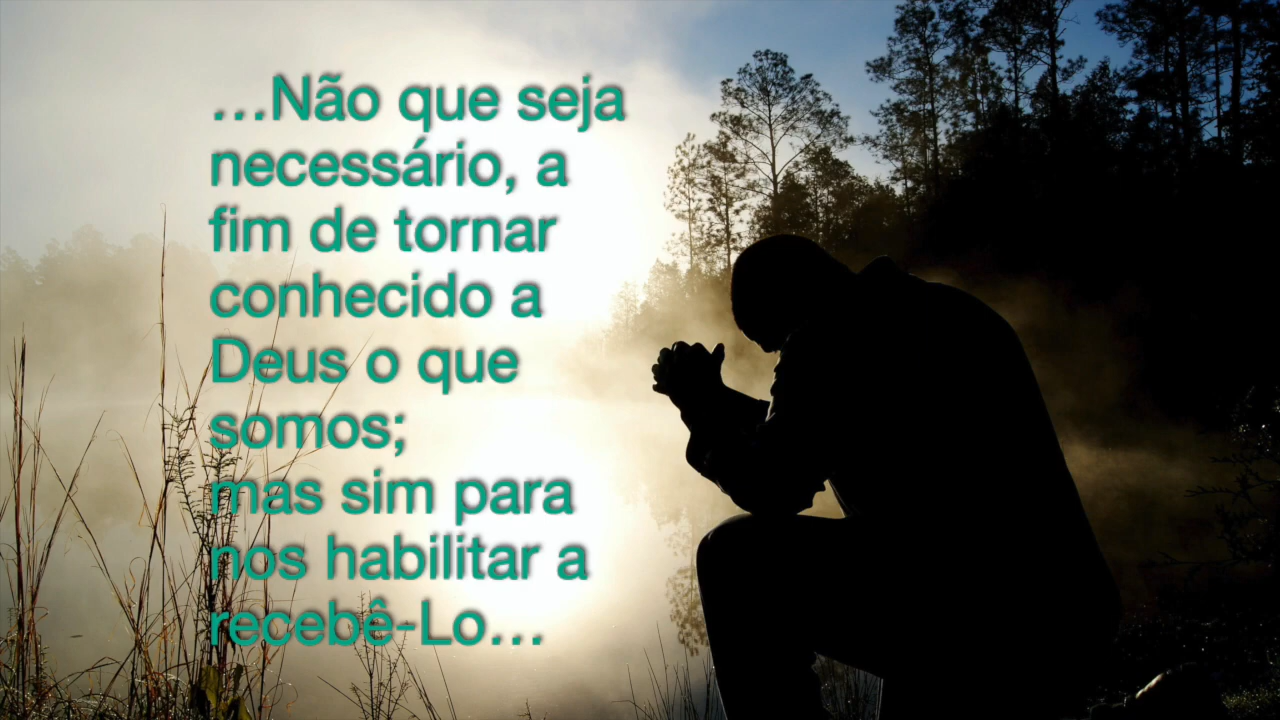 …Não que seja
necessário, a
fim de tornar
conhecido a
Deus o que
somos;
mas sim para
nos habilitar a
recebê-Lo…